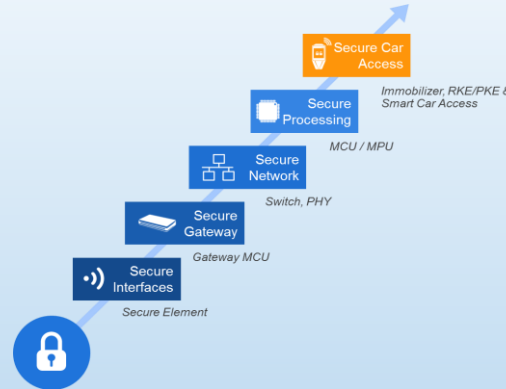 Secure Car
Access
Immobilizer, RKE/PKE &
Smart Car Access
Secure
Processing
MCU / MPU
Secure
Network
Switch, PHY
Secure
Gateway
Gateway MCU
Secure
Interfaces
Secure Element